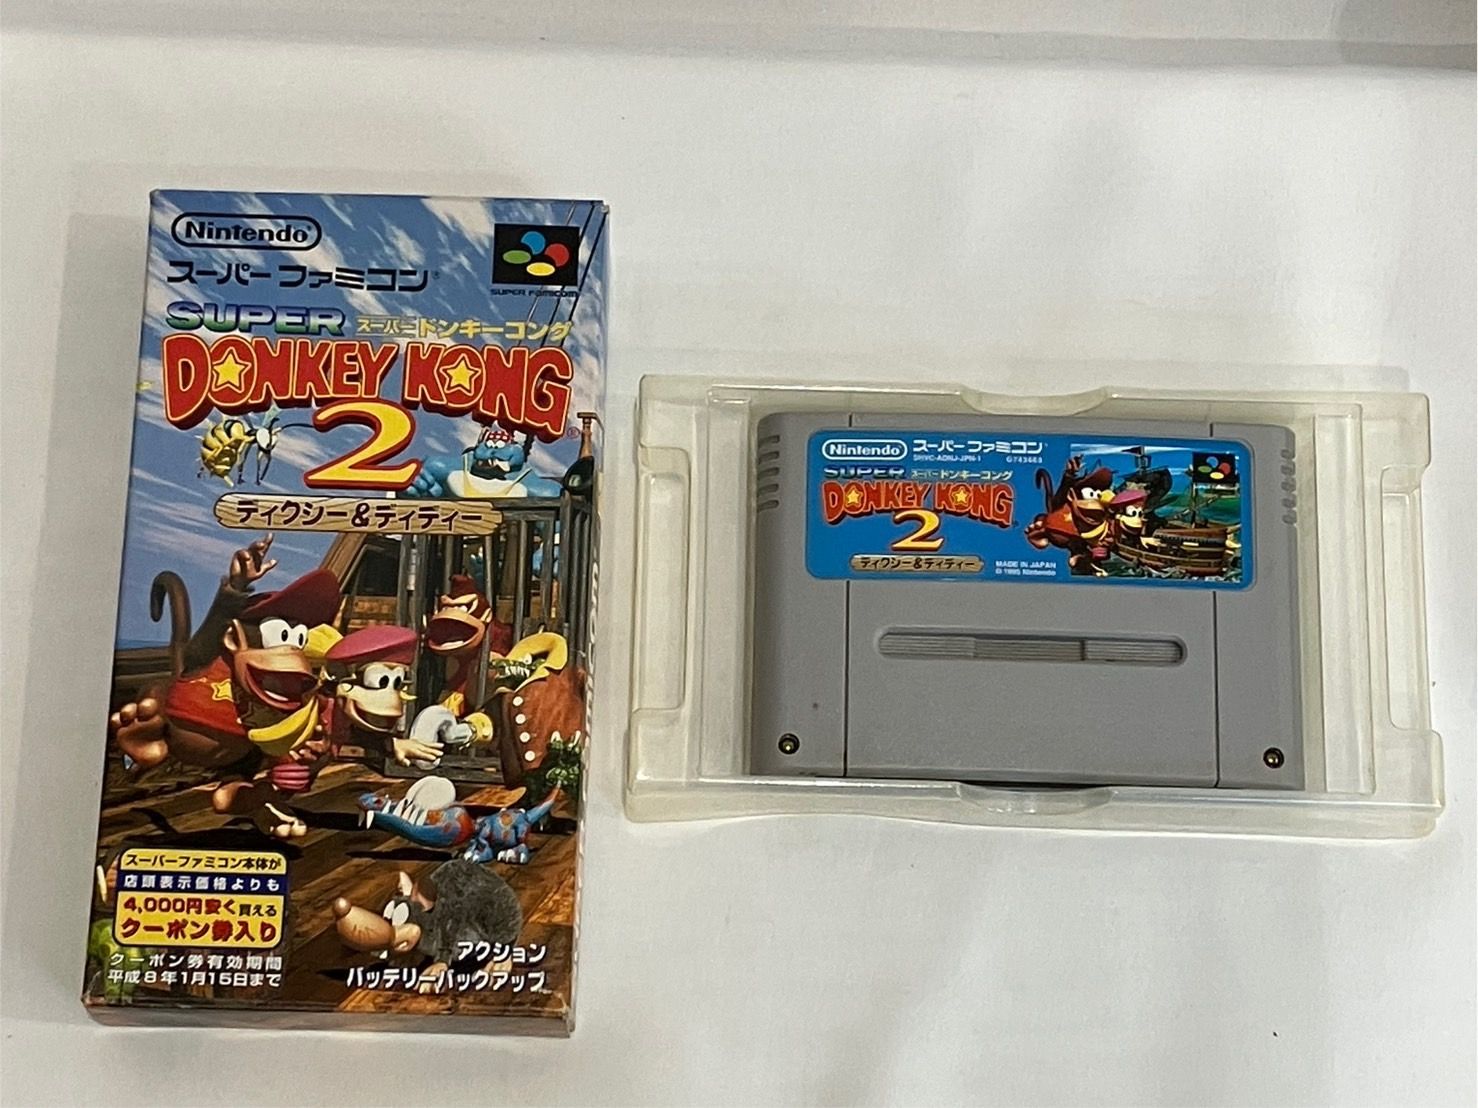 Nintendo
スーパーファミコン
SUPER FAMICOM
SUPER
スーパードンキーコング
DONKEY KONG
2
ディクシー&ディディー
スーパーファミコン本体が
店頭表示価格よりも
4,000円安く買える
クーポン券入り
クーポン券有効期間
平成8年1月15日まで
アクション
バッテリーバックアップ
Nintendo
スーパーファミコン
SHVC-ADNJ-JPN-1
SUPER
スーパードンキーコング
DONKEY KONG
2
ディクシー&ディディー
MADE IN JAPAN
© 1995 Nintendo